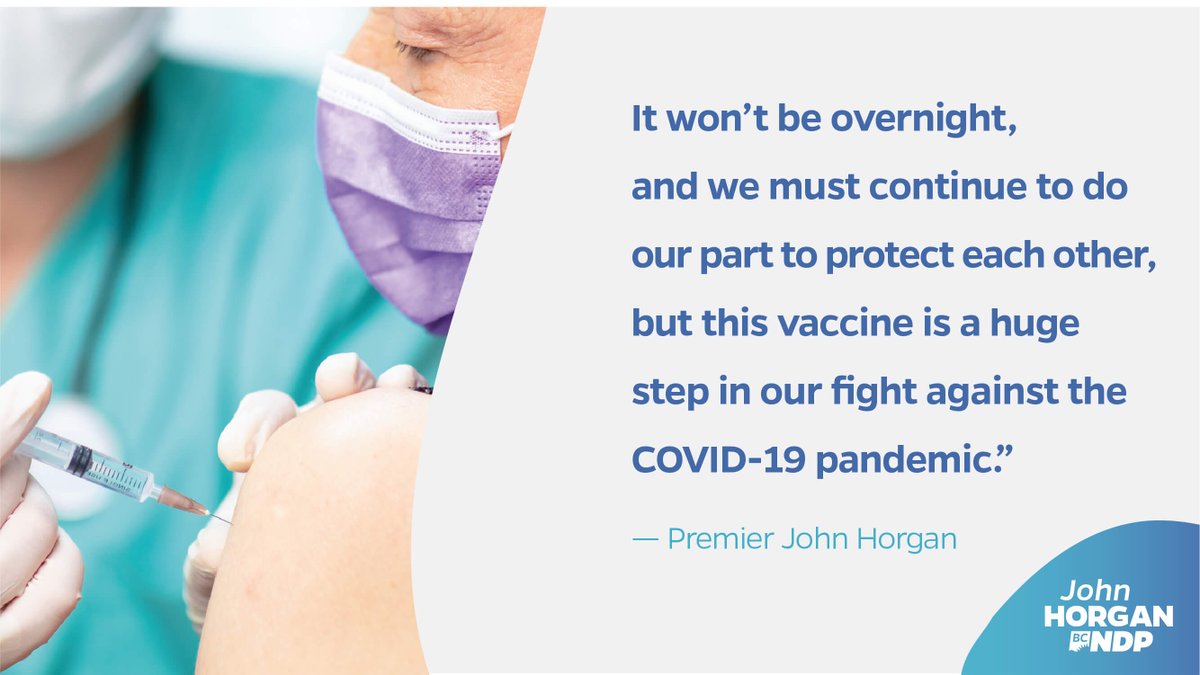 It won’t be overnight,
and we must continue to do
our part to protect each other,
but this vaccine is a huge
step in our fight against the
COVID-19 pandemic.”
— Premier John Horgan
John
HORGAN
BC NDP